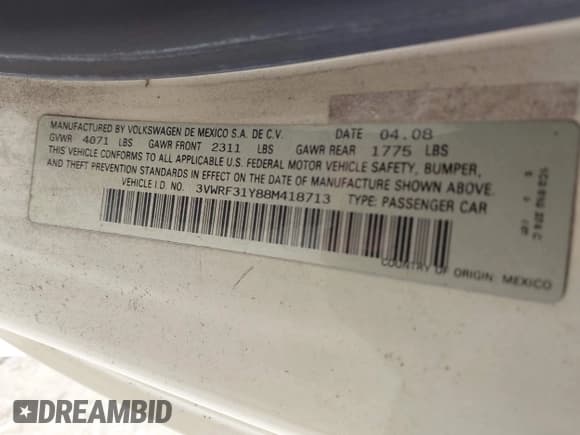 MANUFACTURED BY VOLKSWAGEN DE MEXICO S.A. DE C.V. DATE 04.08
GVWR 4071 LBS GAWR FRONT 2311 LBS GAWR REAR 1775 LBS
THIS VEHICLE CONFORMS TO ALL APPLICABLE U.S. FEDERAL MOTOR VEHICLE SAFETY, BUMPER,
AND THEFT PREVENTION STANDARDS IN EFFECT ON THE DATE OF MANUFACTURE SHOWN ABOVE.
VEHICLE I.D. NO. 3VWRF31Y88M418713 TYPE: PASSENGER CAR
COUNTRY OF ORIGIN: MEXICO
DREAMBID